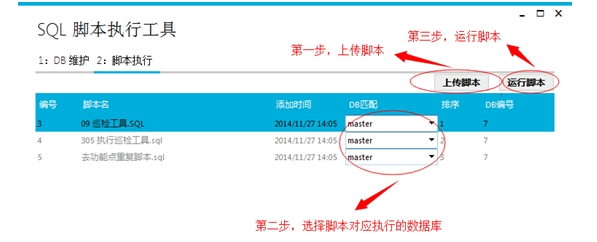 SQL 脚本执行工具
第一步，上传脚本
第三步，运行脚本
1：DB 维护 2：脚本执行
上传脚本 运行脚本
编号 脚本名 添加时间 DB匹配 排序 DB编号
3 09 巡检工具.SQL 2014/11/27 14:05 master 1 7
4 305 执行巡检工具.sql 2014/11/27 14:05 master 2 7
5 去功能点重复脚本.sql 2014/11/27 14:05 master 3 7
第二步，选择脚本对应执行的数据库